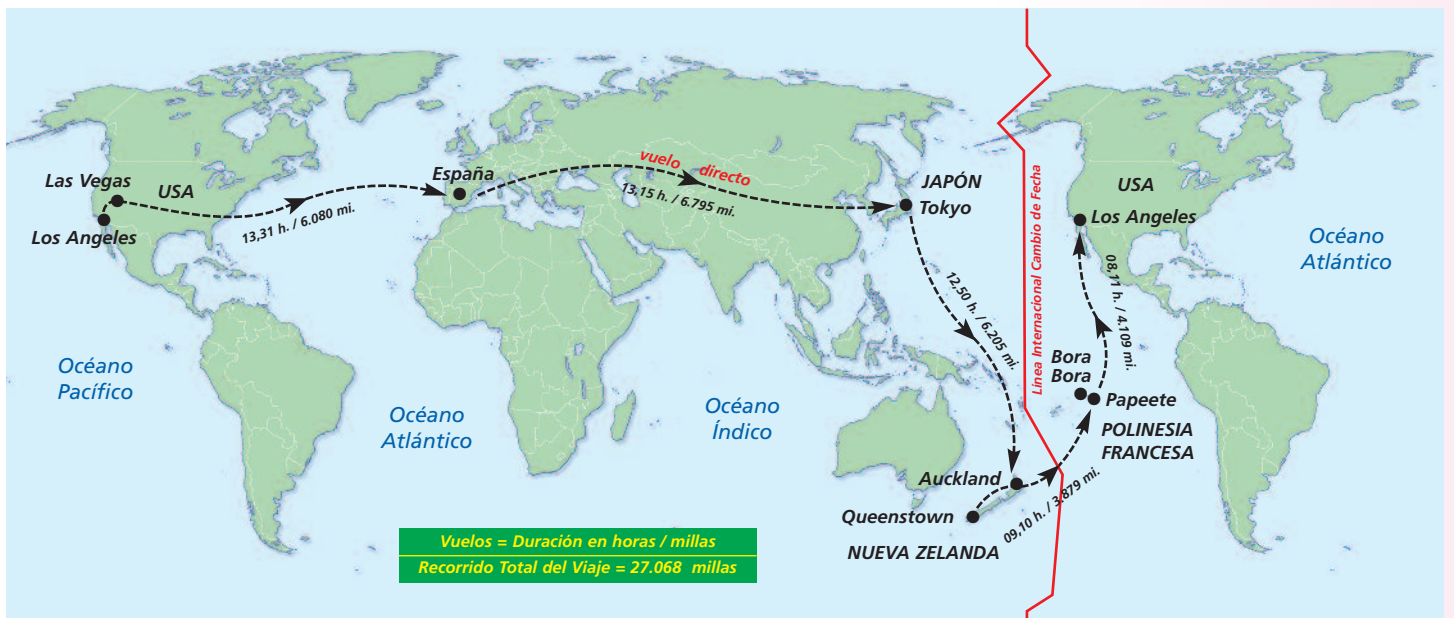 Las Vegas
USA
Los Angeles
13,31 h. / 6.080 mi.
España
vuelo directo
13,15 h. / 6.795 mi.
JAPÓN
Tokyo
12,50 h. / 6.205 mi.
Línea Internacional Cambio de Fecha
USA
Los Angeles
08,11 h. / 4.109 mi.
Océano
Atlántico
Océano
Pacífico
Océano
Atlántico
Océano
Índico
Bora
Bora
Papeete
POLINESIA
FRANCESA
Auckland
Queenstown
09,10 h. / 3.879 mi.
NUEVA ZELANDA
Vuelos = Duración en horas / millas
Recorrido Total del Viaje = 27.068 millas